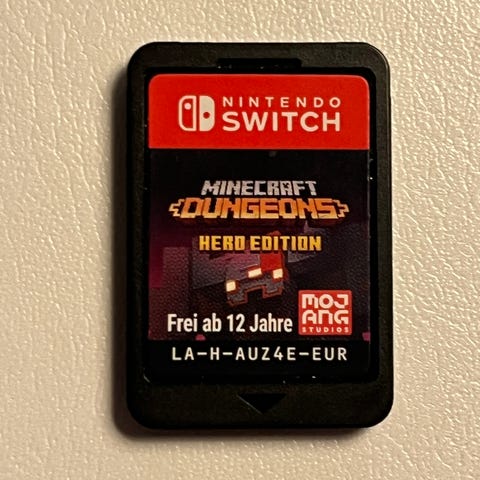 NINTENDO
SWITCH
MINECRAFT
DUNGEONS
HERO EDITION
Frei ab 12 Jahre
MOJ
ANG
STUDIOS
LA-H-AUZ4E-EUR